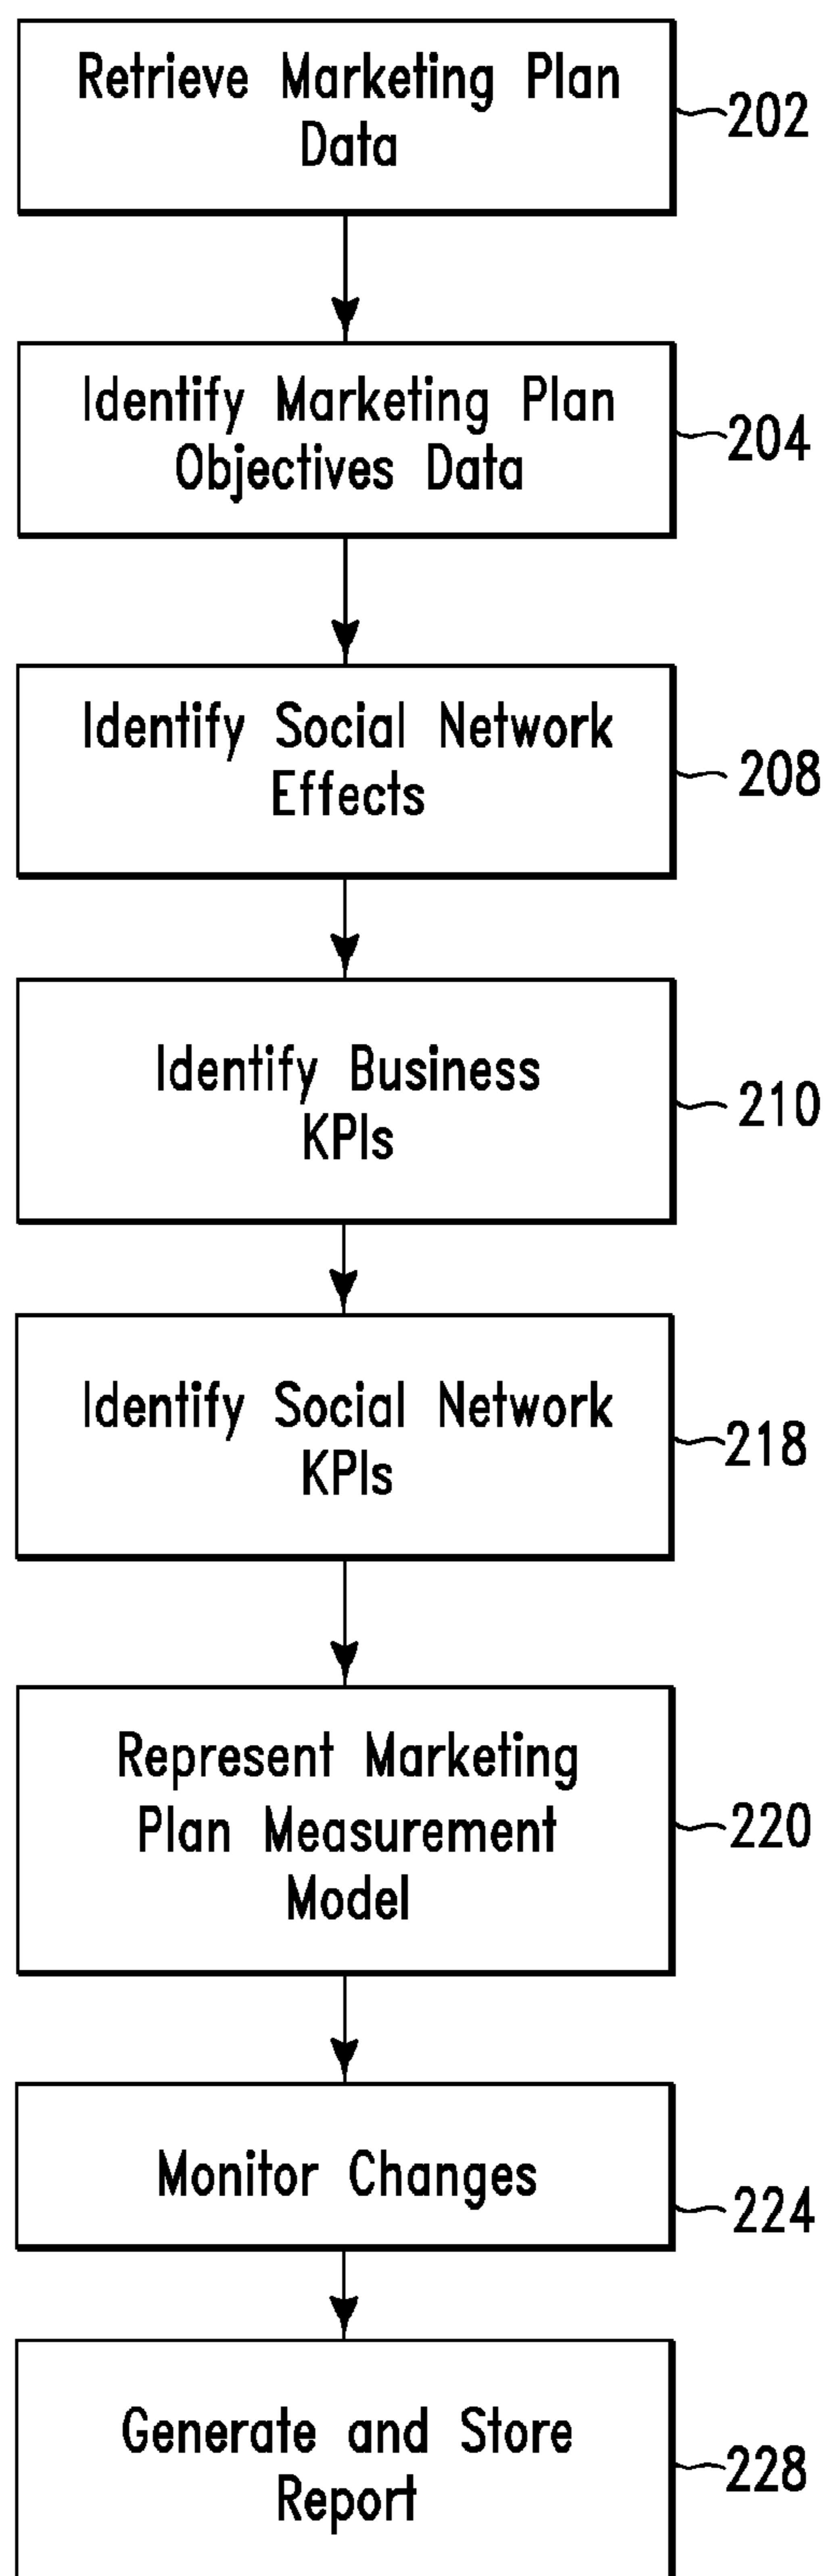 Retrieve Marketing Plan
Data
202
Identify Marketing Plan
Objectives Data
204
Identify Social Network
Effects
208
Identify Business
KPIs
210
Identify Social Network
KPIs
218
Represent Marketing
Plan Measurement
Model
220
Monitor Changes
224
Generate and Store
Report
228